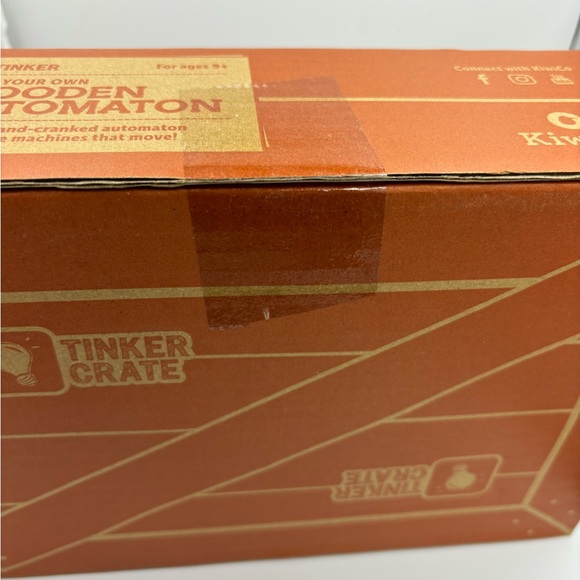 TINKER
For ages 9+
YOUR OWN
OODEN
TOMATON
and-cranked automaton
e machines that move!
Connect with KiwiCo
Kiw
TINKER
CRATE
TINKER
CRATE